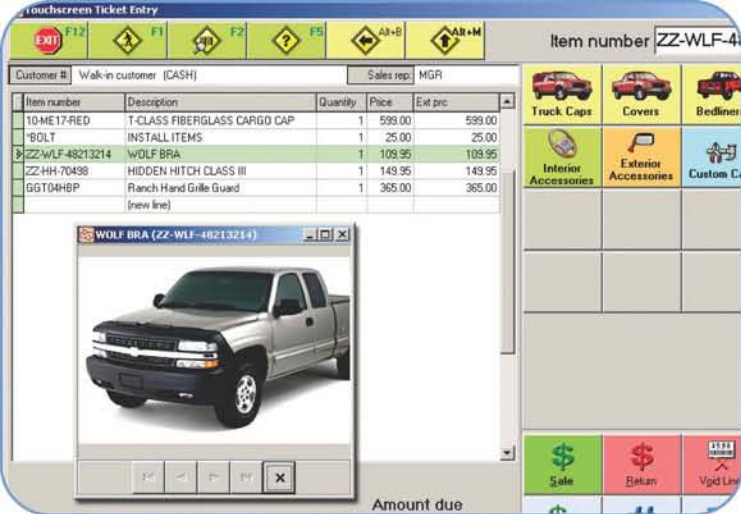 Touchscreen Ticket Entry
EXIT F12 F1 F2 F5 Alt+B Alt+M Item number ZZ-WLF-48
Customer #: Walk-in customer (CASH) Sales rep: MGR
Item number Description Quantity Price Ext prc
10-ME17-RED T-CLASS FIBERGLASS CARGO CAP 1 599.00 599.00
*BOLT INSTALL ITEMS 1 25.00 25.00
ZZ-WLF-48213214 WOLF BRA 1 109.95 109.95
ZZ-HH-70498 HIDDEN HITCH CLASS III 1 149.95 149.95
GGT04HBP Ranch Hand Grille Guard 1 365.00 365.00
(new line)
Truck Caps Covers Bedliner
Interior Accessories Exterior Accessories Custom Ca
WOLF BRA (ZZ-WLF-48213214)
Sale Return Void Line
Amount due